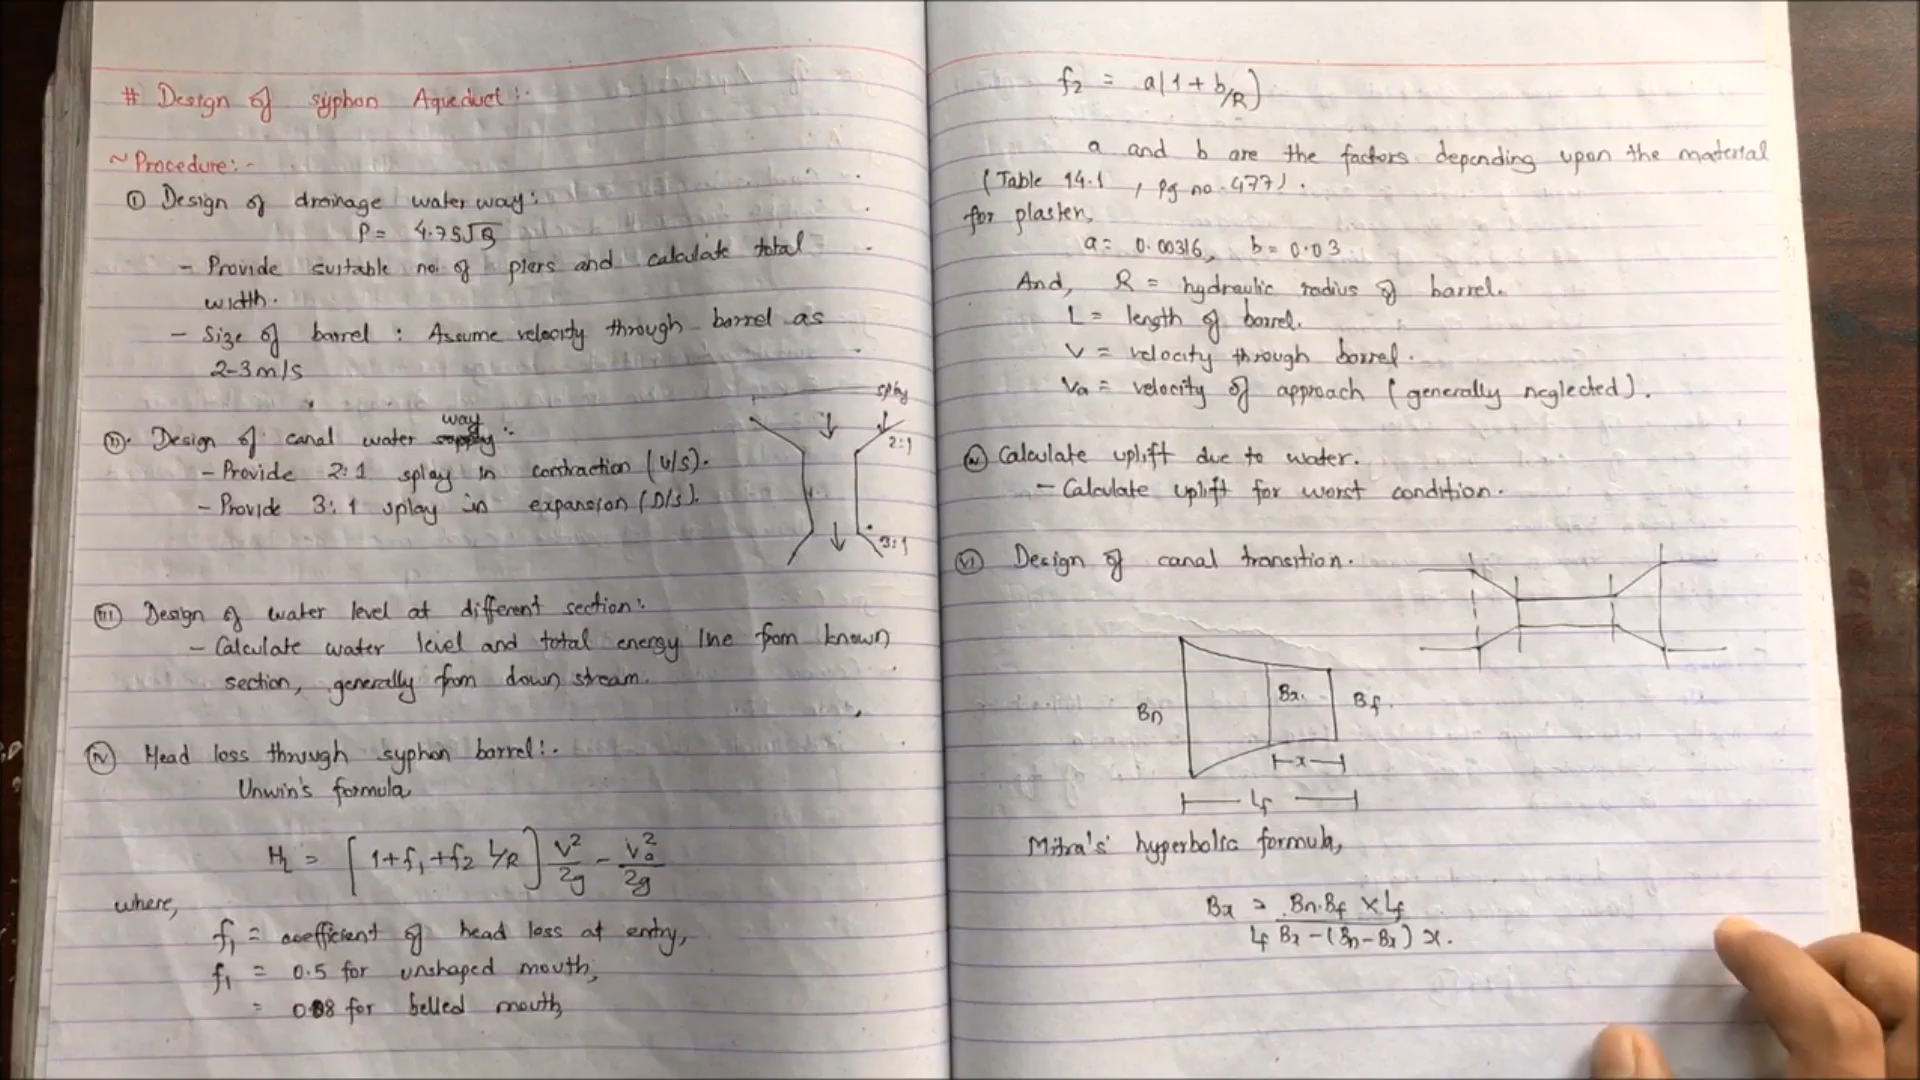 # Design of syphon Aqueduct:-
~ Procedure:-
(i) Design of drainage water way:
P = 4.75√Q
- Provide suitable no. of piers and calculate total
width.
- Size of barrel : Assume velocity through barrel as
2-3m/s
(ii). Design of canal water way:
- Provide 2:1 splay in contraction (U/S).
- Provide 3:1 splay in expansion (D/S).
splay
2:1
3:1
(iii) Design of water level at different section:
- Calculate water level and total energy line from known
section, generally from down stream.
(iv) Head loss through syphon barrel:-
Unwin's formula
H_L = [1+f₁+f₂ L/R] V²/2g - Va²/2g
where,
f₁ = coefficient of head loss at entry,
f₁ = 0.5 for unshaped mouth,
= 0.08 for belled mouth,
f₂ = a(1 + b/R)
a and b are the factors depending upon the material
(Table 14.1 , Pg no. 477).
for plaster,
a = 0.00316, b = 0.03
And, R = hydraulic radius of barrel.
L = length of barrel.
V = velocity through barrel.
Va = velocity of approach (generally neglected).
(v) Calculate uplift due to water.
- Calculate uplift for worst condition.
(vi) Design of canal transition.
Bn
Bx.
Bf.
x
Lf
Mitra's hyperbolic formula,
Bx = Bn.Bf × Lf
Lf Bx - (Bn-Bx) x.